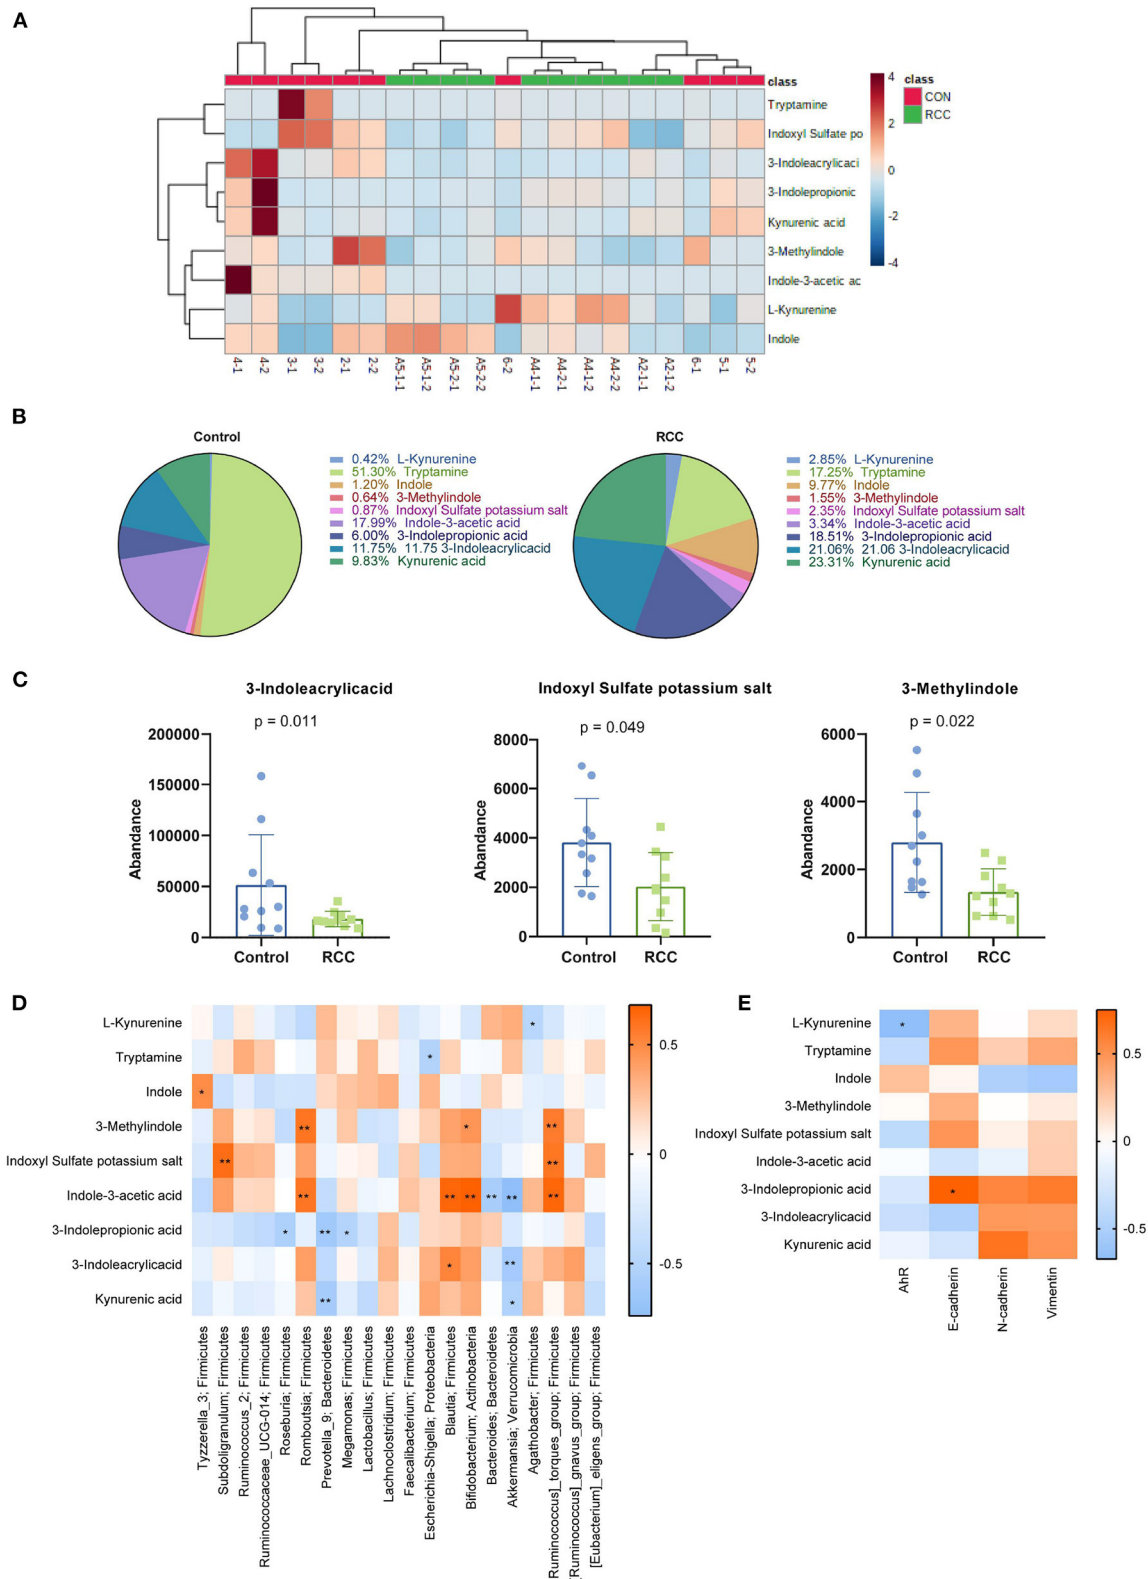 A
class
Tryptamine
Indoxyl Sulfate po
3-Indoleacrylicaci
3-Indolepropionic
Kynurenic acid
3-Methylindole
Indole-3-acetic ac
L-Kynurenine
Indole
4
2
0
-2
-4
class
CON
RCC
4-1
4-2
3-1
3-2
2-1
2-2
A5-1-1
A5-1-2
A5-2-1
A5-2-2
6-2
A4-1-1
A4-2-1
A4-1-2
A4-2-2
A2-1-1
A2-1-2
6-1
5-1
5-2
B
Control
0.42% L-Kynurenine
51.30% Tryptamine
1.20% Indole
0.64% 3-Methylindole
0.87% Indoxyl Sulfate potassium salt
17.99% Indole-3-acetic acid
6.00% 3-Indolepropionic acid
11.75% 11.75 3-Indoleacrylicacid
9.83% Kynurenic acid
RCC
2.85% L-Kynurenine
17.25% Tryptamine
9.77% Indole
1.55% 3-Methylindole
2.35% Indoxyl Sulfate potassium salt
3.34% Indole-3-acetic acid
18.51% 3-Indolepropionic acid
21.06% 21.06 3-Indoleacrylicacid
23.31% Kynurenic acid
C
3-Indoleacrylicacid
p = 0.011
Abandance
200000
150000
100000
50000
0
Control
RCC
Indoxyl Sulfate potassium salt
p = 0.049
Abandance
8000
6000
4000
2000
0
Control
RCC
3-Methylindole
p = 0.022
Abandance
6000
4000
2000
0
Control
RCC
D
L-Kynurenine
*
Tryptamine
*
Indole
*
3-Methylindole
** * **
Indoxyl Sulfate potassium salt
** **
Indole-3-acetic acid
** ** ** ** ** **
3-Indolepropionic acid
* ** *
3-Indoleacrylicacid
* **
Kynurenic acid
** *
0.5
0
-0.5
Tyzzerella_3; Firmicutes
Subdoligranulum; Firmicutes
Ruminococcus_2; Firmicutes
Ruminococcaceae_UCG-014; Firmicutes
Roseburia; Firmicutes
Romboutsia; Firmicutes
Prevotella_9; Bacteroidetes
Megamonas; Firmicutes
Lactobacillus; Firmicutes
Lachnoclostridium; Firmicutes
Faecalibacterium; Firmicutes
Escherichia-Shigella; Proteobacteria
Blautia; Firmicutes
Bifidobacterium; Actinobacteria
Bacteroides; Bacteroidetes
Akkermansia; Verrucomicrobia
Agathobacter; Firmicutes
Ruminococcus]_torques_group; Firmicutes
[Ruminococcus]_gnavus_group; Firmicutes
[Eubacterium]_eligens_group; Firmicutes
E
L-Kynurenine
*
Tryptamine
Indole
3-Methylindole
Indoxyl Sulfate potassium salt
Indole-3-acetic acid
3-Indolepropionic acid
*
3-Indoleacrylicacid
Kynurenic acid
0.5
0
-0.5
AhR
E-cadherin
N-cadherin
Vimentin